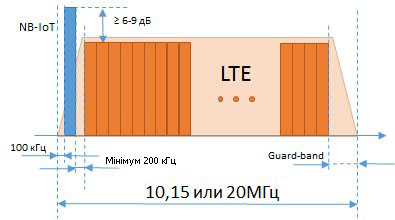 ≥ 6-9 дБ
NB-IoT
LTE
100 кГц
Мінімум 200 кГц
Guard-band
10,15 или 20МГц